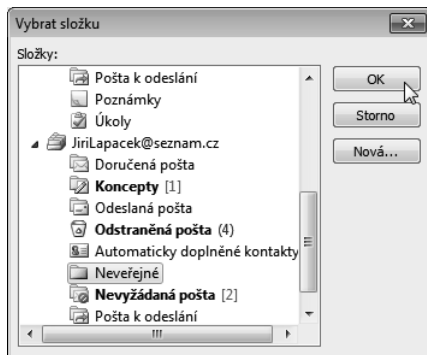 Vybrat složku
Složky:
Pošta k odeslání
Poznámky
Úkoly
JiriLapacek@seznam.cz
Doručená pošta
Koncepty [1]
Odeslaná pošta
Odstraněná pošta (4)
Automaticky doplněné kontakty
Neveřejné
Nevyžádaná pošta [2]
Pošta k odeslání
OK
Storno
Nová...